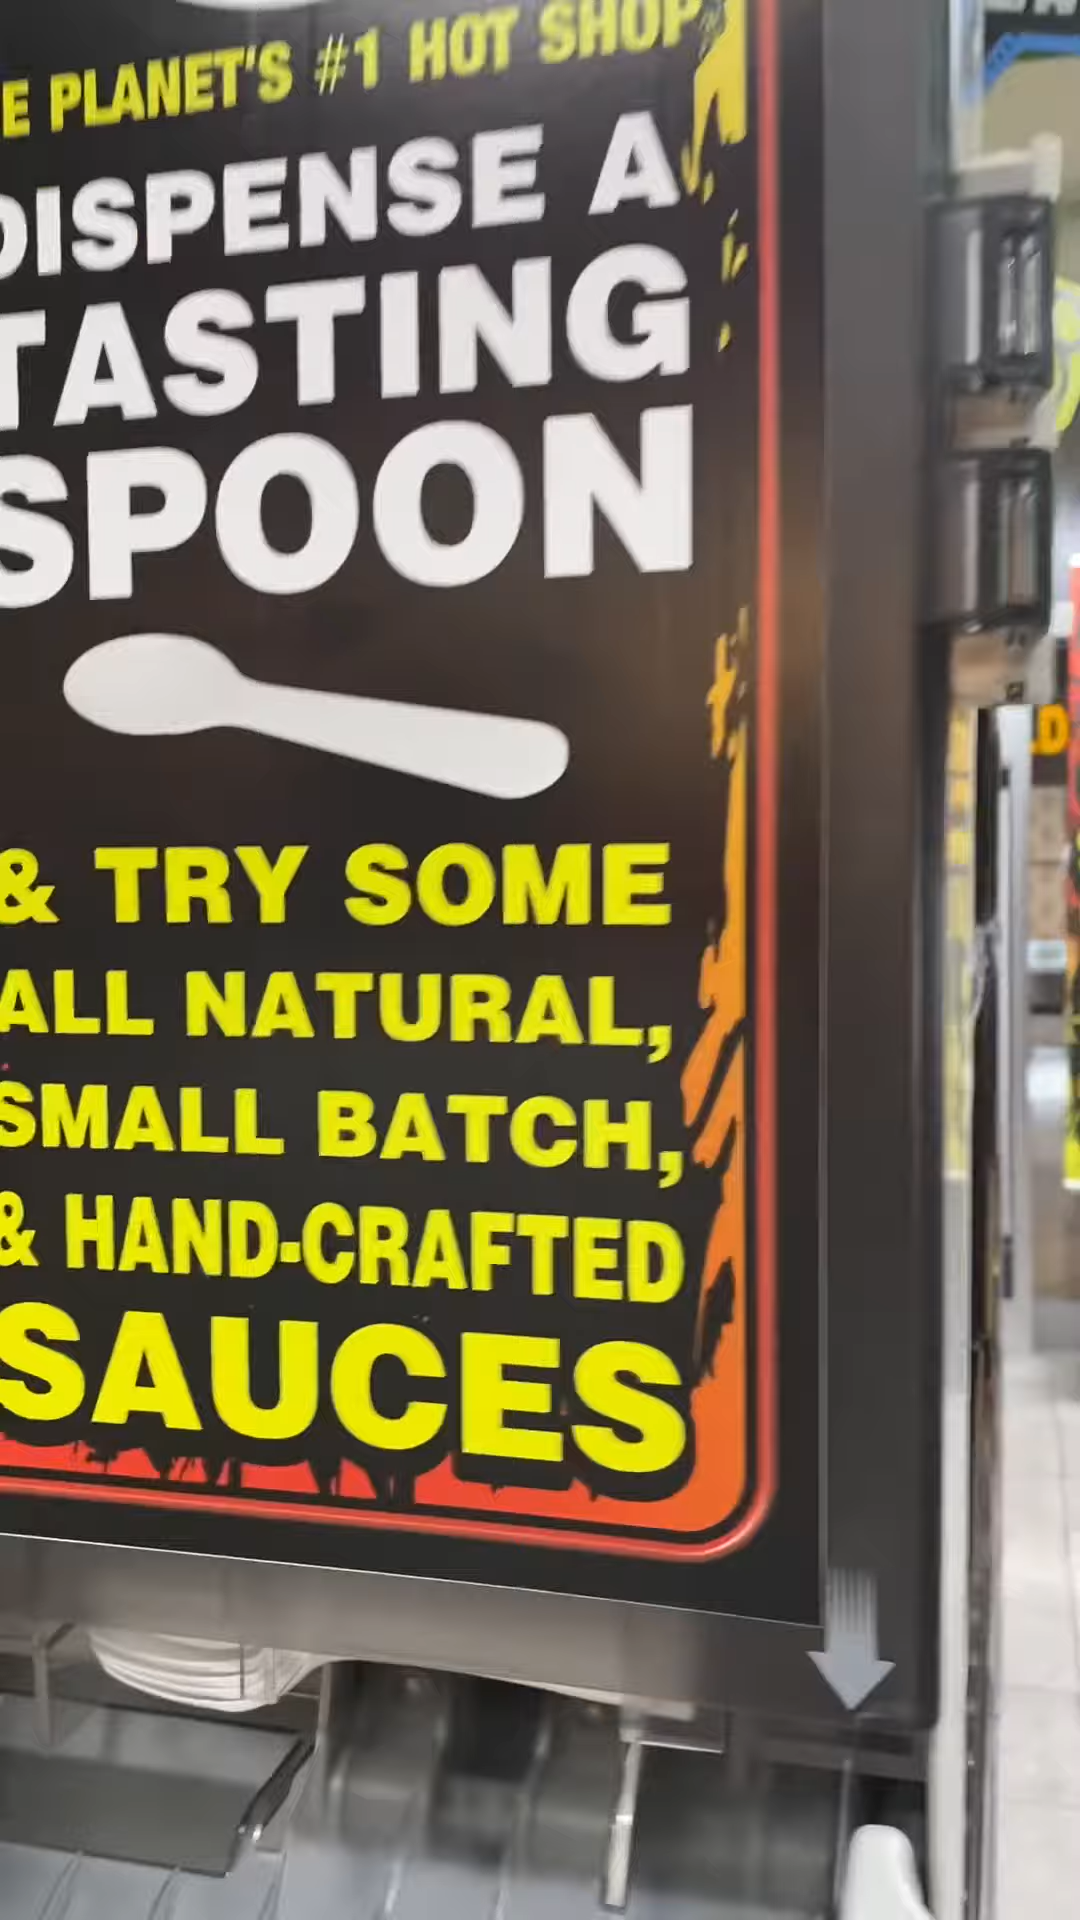 E PLANET'S #1 HOT SHOP
DISPENSE A
TASTING
SPOON
& TRY SOME
ALL NATURAL,
SMALL BATCH,
& HAND-CRAFTED
SAUCES